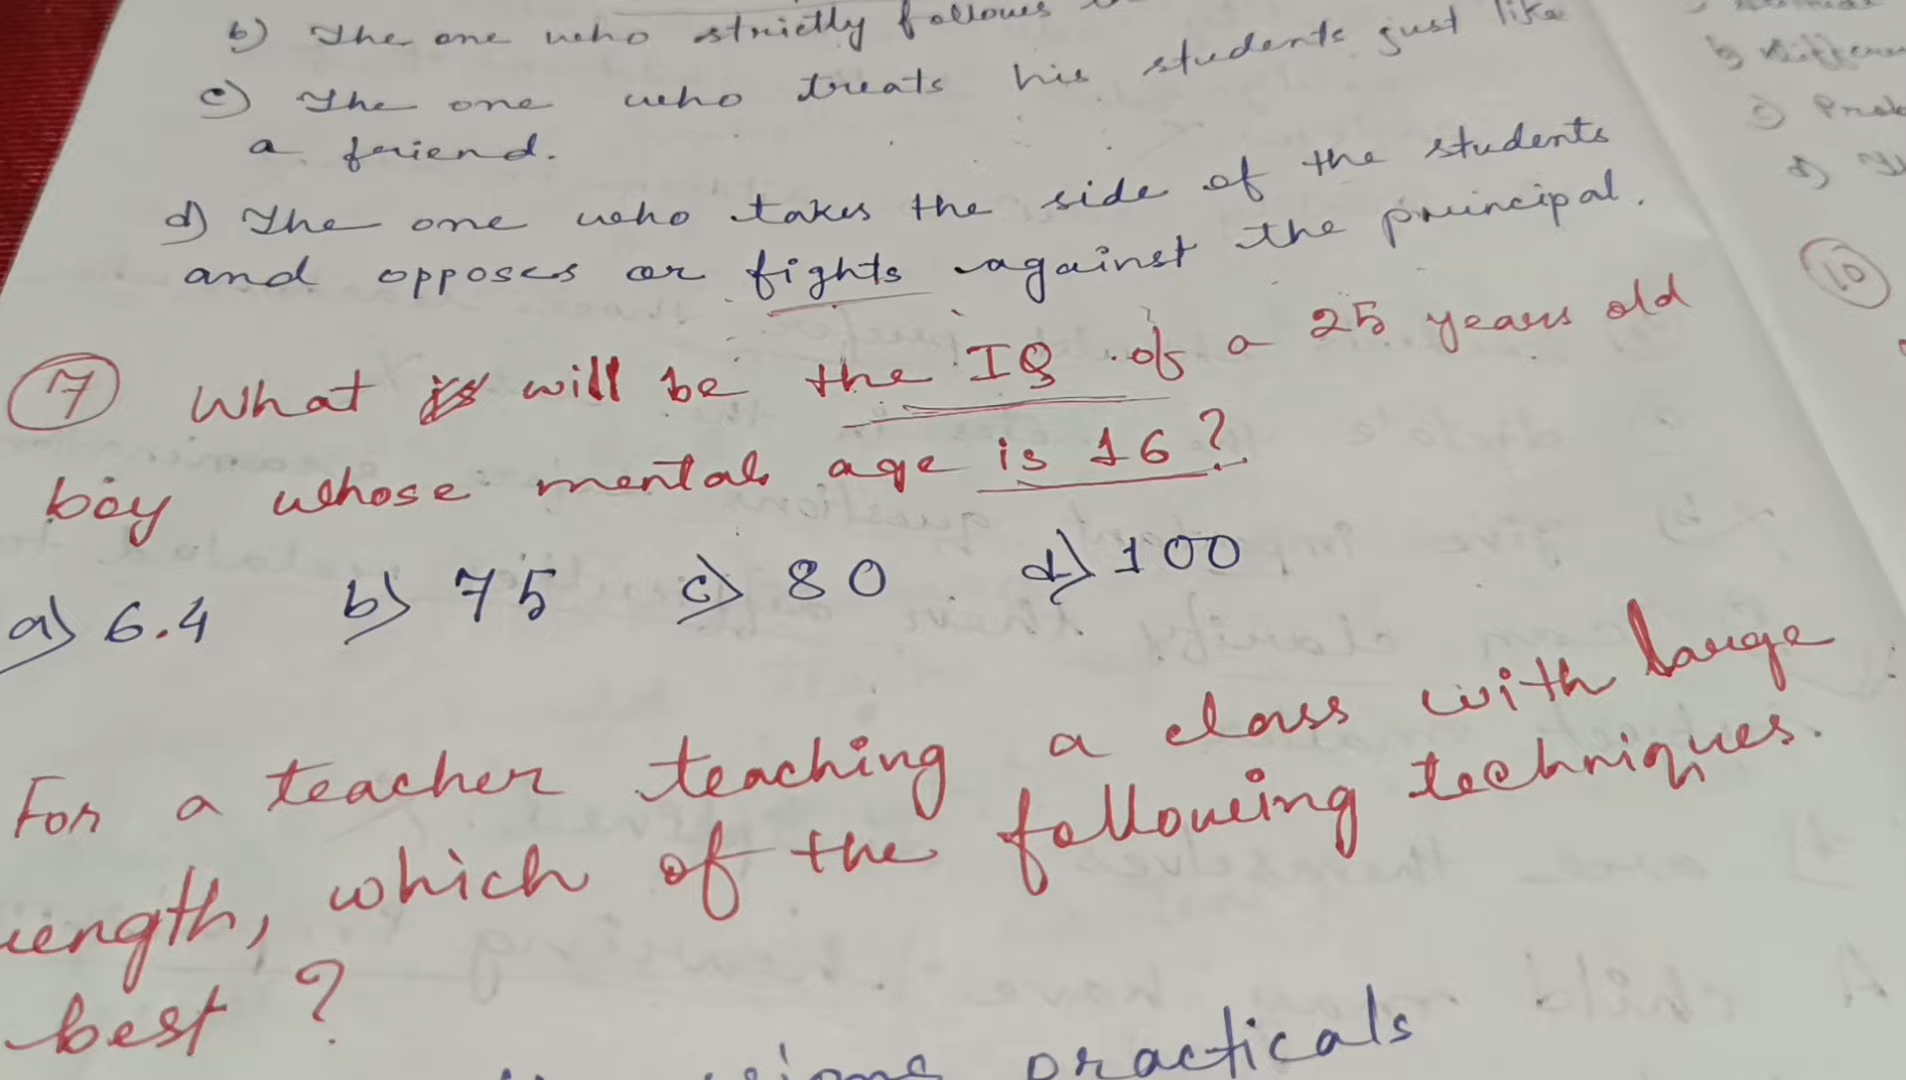 b) The one who strictly follows
c) The one who treats his students just like
a friend.
d) The one who takes the side of the students
and opposes or fights against the principal.
7 What is will be the IQ of a 25 years old
boy whose mental age is 16?
a) 6.4 b) 75 c) 80 d) 100
For a teacher teaching a class with large
length, which of the following techniques.
best?
practicals
b)
c)
d)
10